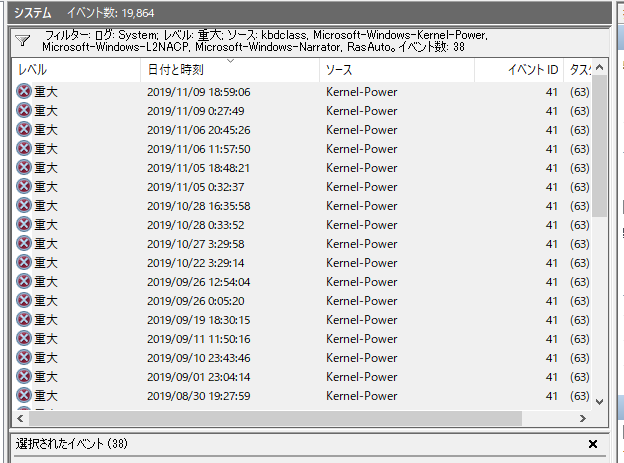 システム イベント数: 19,864
フィルター: ログ: System; レベル: 重大; ソース: kbdclass, Microsoft-Windows-Kernel-Power,
Microsoft-Windows-L2NACP, Microsoft-Windows-Narrator, RasAuto。イベント数: 38
レベル 日付と時刻 ソース イベント ID タスク
重大 2019/11/09 18:59:06 Kernel-Power 41 (63)
重大 2019/11/09 0:27:49 Kernel-Power 41 (63)
重大 2019/11/06 20:45:26 Kernel-Power 41 (63)
重大 2019/11/06 11:57:50 Kernel-Power 41 (63)
重大 2019/11/05 18:48:21 Kernel-Power 41 (63)
重大 2019/11/05 0:32:37 Kernel-Power 41 (63)
重大 2019/10/28 16:35:58 Kernel-Power 41 (63)
重大 2019/10/28 0:33:52 Kernel-Power 41 (63)
重大 2019/10/27 3:29:58 Kernel-Power 41 (63)
重大 2019/10/22 3:29:14 Kernel-Power 41 (63)
重大 2019/09/26 12:54:04 Kernel-Power 41 (63)
重大 2019/09/26 0:05:20 Kernel-Power 41 (63)
重大 2019/09/19 18:30:15 Kernel-Power 41 (63)
重大 2019/09/11 11:50:16 Kernel-Power 41 (63)
重大 2019/09/10 23:43:46 Kernel-Power 41 (63)
重大 2019/09/01 23:04:14 Kernel-Power 41 (63)
重大 2019/08/30 19:27:59 Kernel-Power 41 (63)
選択されたイベント (38)